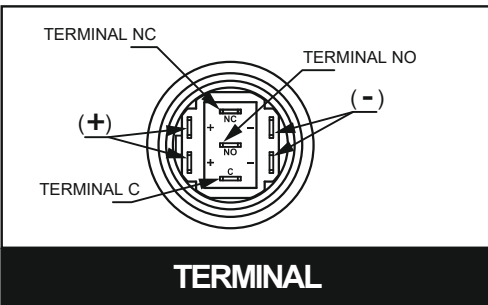 TERMINAL NC
TERMINAL NO
(+)
(-)
NC
+ -
NO
+ -
C
TERMINAL C
TERMINAL